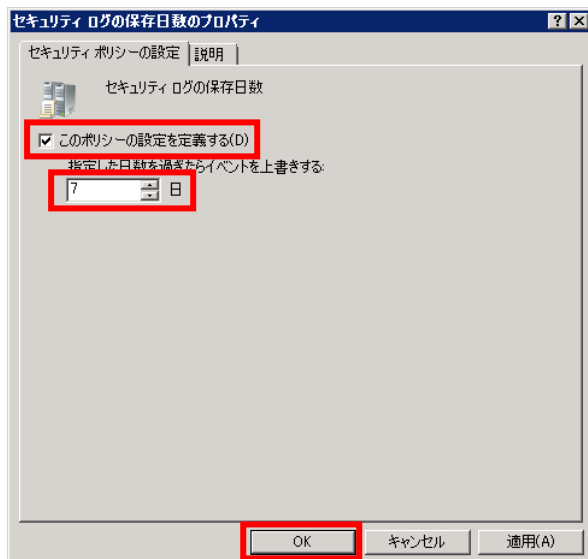 セキュリティ ログの保存日数のプロパティ
セキュリティ ポリシーの設定 説明
セキュリティ ログの保存日数
このポリシーの設定を定義する(D)
指定した日数を過ぎたらイベントを上書きする:
7 日
OK キャンセル 適用(A)